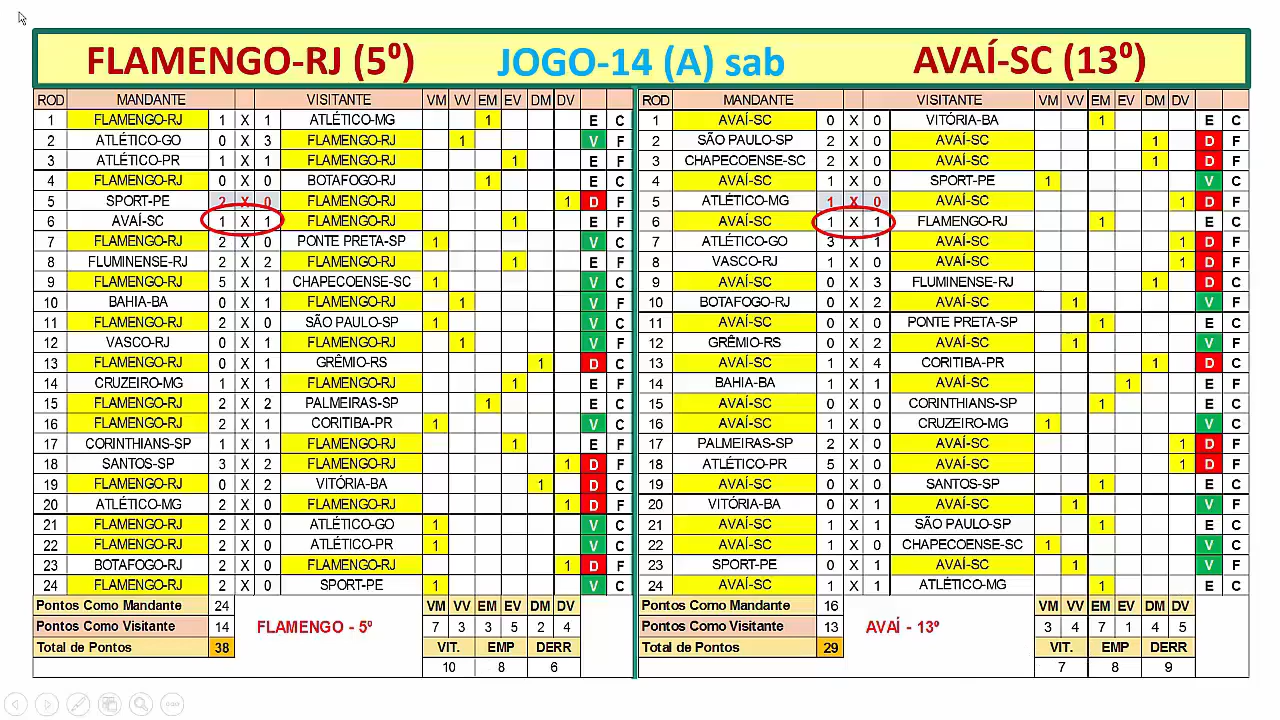 FLAMENGO-RJ (5º) JOGO-14 (A) sab AVAÍ-SC (13º)
ROD MANDANTE VISITANTE VM VV EM EV DM DV ROD MANDANTE VISITANTE VM VV EM EV DM DV
1 FLAMENGO-RJ 1 X 1 ATLÉTICO-MG 1 E C 1 AVAÍ-SC 0 X 0 VITÓRIA-BA 1 E C
2 ATLÉTICO-GO 0 X 3 FLAMENGO-RJ 1 V F 2 SÃO PAULO-SP 2 X 0 AVAÍ-SC 1 D F
3 ATLÉTICO-PR 1 X 1 FLAMENGO-RJ 1 E F 3 CHAPECOENSE-SC 2 X 0 AVAÍ-SC 1 D F
4 FLAMENGO-RJ 0 X 0 BOTAFOGO-RJ 1 E C 4 AVAÍ-SC 1 X 0 SPORT-PE 1 V C
5 SPORT-PE 2 X 0 FLAMENGO-RJ 1 D F 5 ATLÉTICO-MG 1 X 0 AVAÍ-SC V F
6 AVAÍ-SC 1 X 1 FLAMENGO-RJ 1 E F 6 AVAÍ-SC 1 X 1 FLAMENGO-RJ 1 E C
7 FLAMENGO-RJ 2 X 0 PONTE PRETA-SP 1 V C 7 ATLÉTICO-GO 3 X 1 AVAÍ-SC 1 D F
8 FLUMINENSE-RJ 2 X 2 FLAMENGO-RJ 1 E F 8 VASCO-RJ 1 X 0 AVAÍ-SC 1 D F
9 FLAMENGO-RJ 5 X 1 CHAPECOENSE-SC 1 V C 9 AVAÍ-SC 0 X 3 FLUMINENSE-RJ 1 D C
10 BAHIA-BA 0 X 1 FLAMENGO-RJ 1 V F 10 BOTAFOGO-RJ 0 X 2 AVAÍ-SC 1 V F
11 FLAMENGO-RJ 2 X 0 SÃO PAULO-SP 1 V C 11 AVAÍ-SC 0 X 0 PONTE PRETA-SP 1 E C
12 VASCO-RJ 0 X 1 FLAMENGO-RJ 1 V F 12 GRÊMIO-RS 0 X 2 AVAÍ-SC 1 V F
13 FLAMENGO-RJ 0 X 1 GRÊMIO-RS 1 D C 13 AVAÍ-SC 1 X 4 CORITIBA-PR 1 D C
14 CRUZEIRO-MG 1 X 1 FLAMENGO-RJ 1 E F 14 BAHIA-BA 1 X 1 AVAÍ-SC 1 E F
15 FLAMENGO-RJ 2 X 2 PALMEIRAS-SP 1 E C 15 AVAÍ-SC 0 X 0 CORINTHIANS-SP 1 E C
16 FLAMENGO-RJ 2 X 1 CORITIBA-PR 1 V C 16 AVAÍ-SC 1 X 0 CRUZEIRO-MG 1 V C
17 CORINTHIANS-SP 1 X 1 FLAMENGO-RJ 1 E F 17 PALMEIRAS-SP 2 X 0 AVAÍ-SC 1 D F
18 SANTOS-SP 3 X 2 FLAMENGO-RJ 1 D F 18 ATLÉTICO-PR 5 X 0 AVAÍ-SC 1 D F
19 FLAMENGO-RJ 0 X 2 VITÓRIA-BA 1 D C 19 AVAÍ-SC 0 X 0 SANTOS-SP 1 E C
20 ATLÉTICO-MG 2 X 0 FLAMENGO-RJ 1 D F 20 VITÓRIA-BA 0 X 1 AVAÍ-SC 1 V F
21 FLAMENGO-RJ 2 X 0 ATLÉTICO-GO 1 V C 21 AVAÍ-SC 1 X 1 SÃO PAULO-SP 1 E C
22 FLAMENGO-RJ 2 X 0 ATLÉTICO-PR 1 V C 22 AVAÍ-SC 1 X 0 CHAPECOENSE-SC 1 V C
23 BOTAFOGO-RJ 2 X 0 FLAMENGO-RJ 1 D F 23 SPORT-PE 0 X 1 AVAÍ-SC 1 V F
24 FLAMENGO-RJ 2 X 0 SPORT-PE 1 V C 24 AVAÍ-SC 1 X 1 ATLÉTICO-MG 1 E C
Pontos Como Mandante 24 VM VV EM EV DM DV Pontos Como Mandante 16 VM VV EM EV DM DV
Pontos Como Visitante 14 FLAMENGO - 5º 7 3 3 5 2 4 Pontos Como Visitante 13 AVAÍ - 13º 3 4 7 1 4 5
Total de Pontos 38 VIT. EMP DERR Total de Pontos 29 VIT. EMP DERR
10 8 6 7 8 9